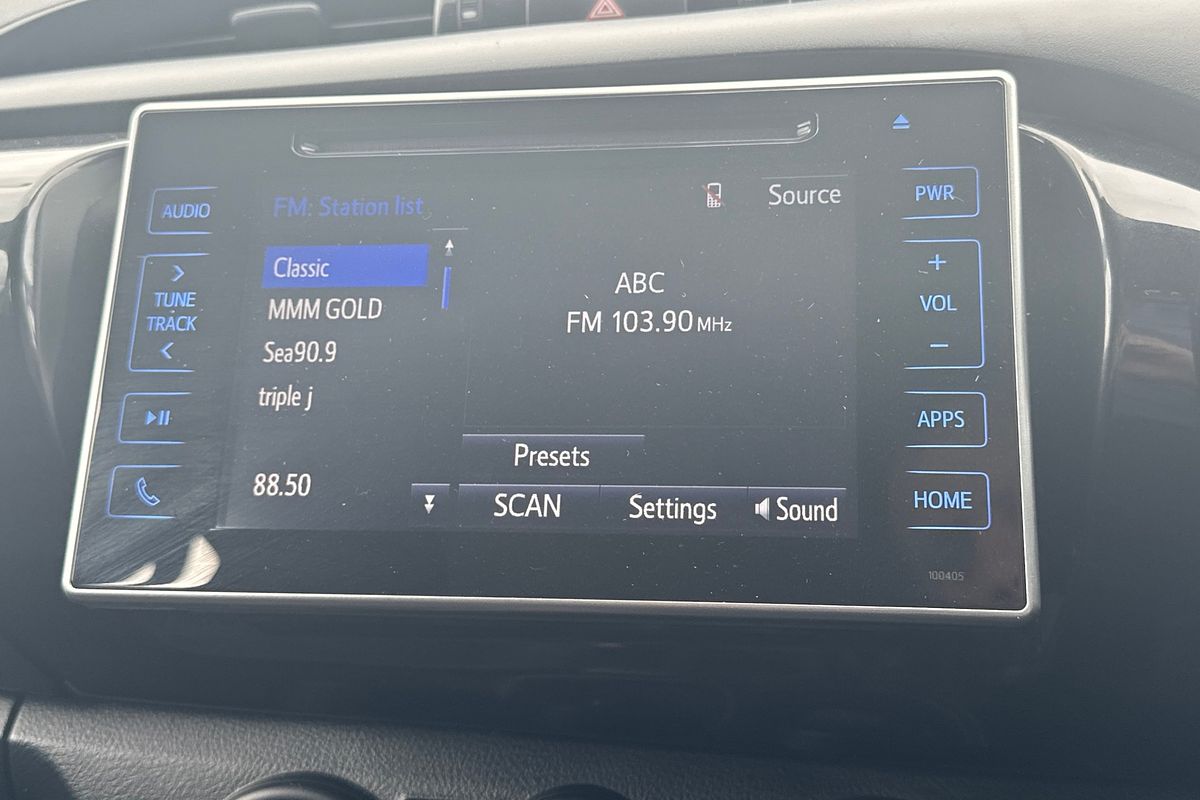 AUDIO
TUNE
TRACK
FM: Station list
Classic
MMM GOLD
Sea90.9
triple j
88.50
Source
ABC
FM 103.90 MHz
Presets
SCAN
Settings
Sound
PWR
+
VOL
−
APPS
HOME
100405